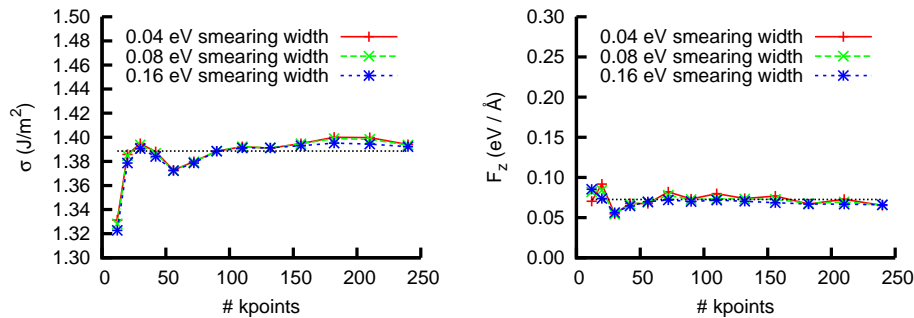 1.50
1.48
1.46
1.44
1.42
1.40
1.38
1.36
1.34
1.32
1.30
σ (J/m²)
0.04 eV smearing width
0.08 eV smearing width
0.16 eV smearing width
0 50 100 150 200 250
# kpoints
0.30
0.25
0.20
0.15
0.10
0.05
0.00
F_z (eV / Å)
0.04 eV smearing width
0.08 eV smearing width
0.16 eV smearing width
0 50 100 150 200 250
# kpoints